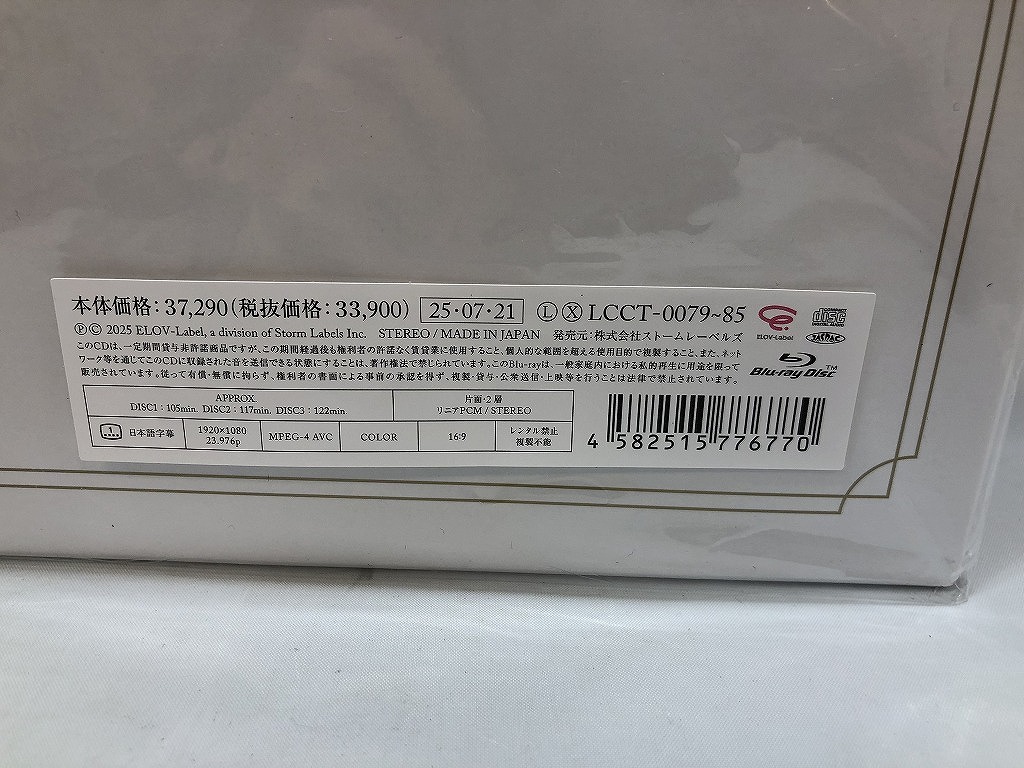 本体価格：37,290（税抜価格：33,900） 25・07・21 Ⓛ Ⓧ LCCT-0079~85
Ⓟ© 2025 ELOV-Label, a division of Storm Labels Inc. STEREO / MADE IN JAPAN 発売元：株式会社ストームレーベルズ
このCDは、一定期間貸与非許諾商品ですが、この期間経過後も権利者の許諾なく賃貸業に使用すること、個人的な範囲を超える使用目的で複製すること、また、ネット
ワーク等を通じてこのCDに収録された音を送信できる状態にすることは、著作権法で禁じられています。このBlu-rayは、一般家庭内における私的再生に用途を限って
販売されています。従って有償・無償に拘らず、権利者の書面による事前の承認を得ず、複製・貸与・公衆送信・上映等を行うことは法律で禁止されています。
ELOV-Label
COMPACT
disc
DIGITAL AUDIO
JASRAC
Blu-ray Disc™
APPROX.
DISC1：105min. DISC2：117min. DISC3：122min
片面・2層
リニアPCM / STEREO
1 日本語字幕
1920×1080
23.976p
MPEG-4 AVC
COLOR
16:9
レンタル禁止
複製不能
4 582515 776770